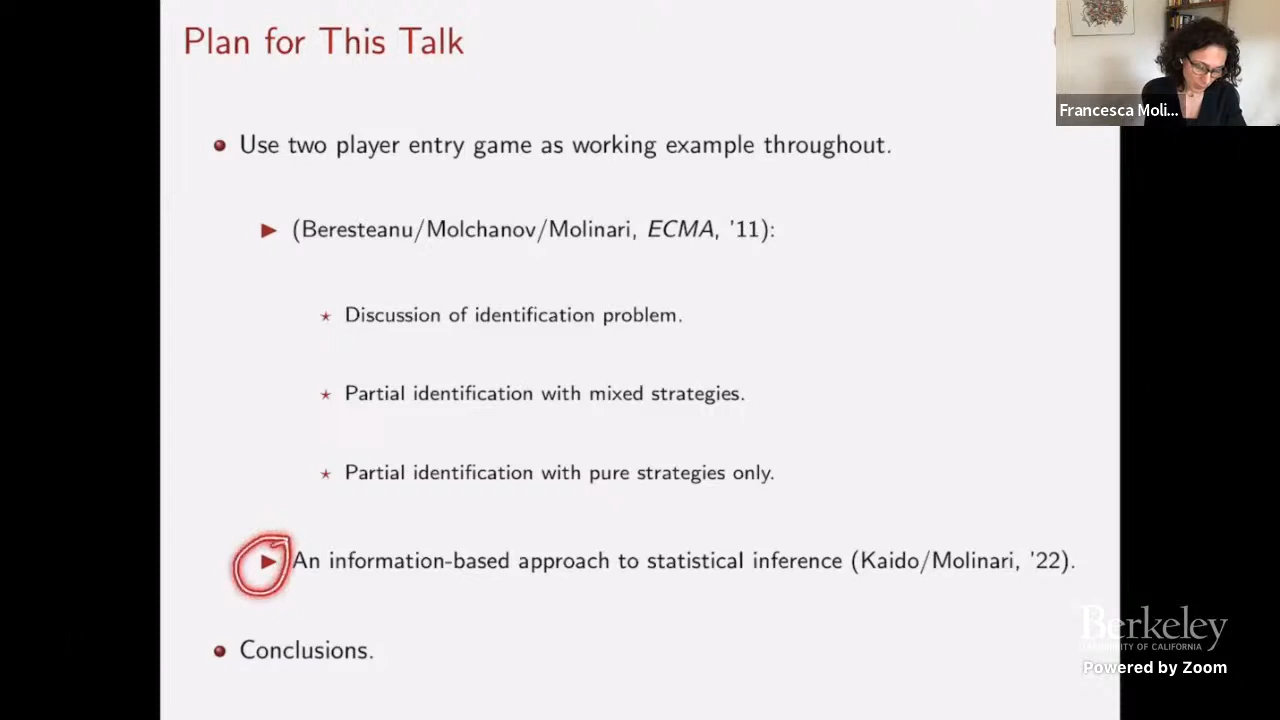 Plan for This Talk
Francesca Moli...
Use two player entry game as working example throughout.
(Beresteanu/Molchanov/Molinari, ECMA, '11):
Discussion of identification problem.
Partial identification with mixed strategies.
Partial identification with pure strategies only.
An information-based approach to statistical inference (Kaido/Molinari, '22).
Conclusions.
Berkeley
UNIVERSITY OF CALIFORNIA
Powered by Zoom